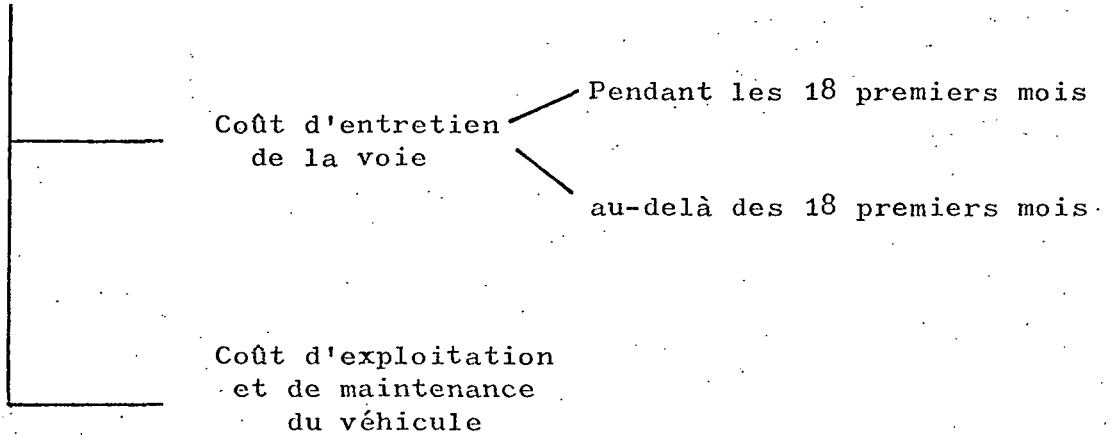 Pendant les 18 premiers mois
Coût d'entretien
de la voie
au-delà des 18 premiers mois
Coût d'exploitation
et de maintenance
du véhicule